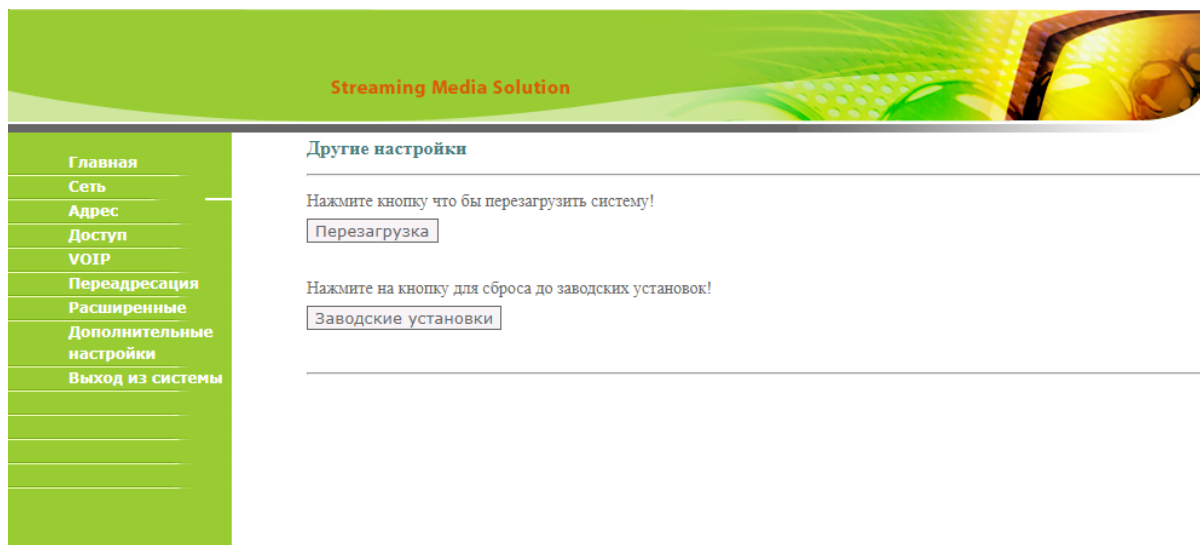 Streaming Media Solution
Главная
Сеть
Адрес
Доступ
VOIP
Переадресация
Расширенные
Дополнительные
настройки
Выход из системы
Другие настройки
Нажмите кнопку что бы перезагрузить систему!
Перезагрузка
Нажмите на кнопку для сброса до заводских установок!
Заводские установки